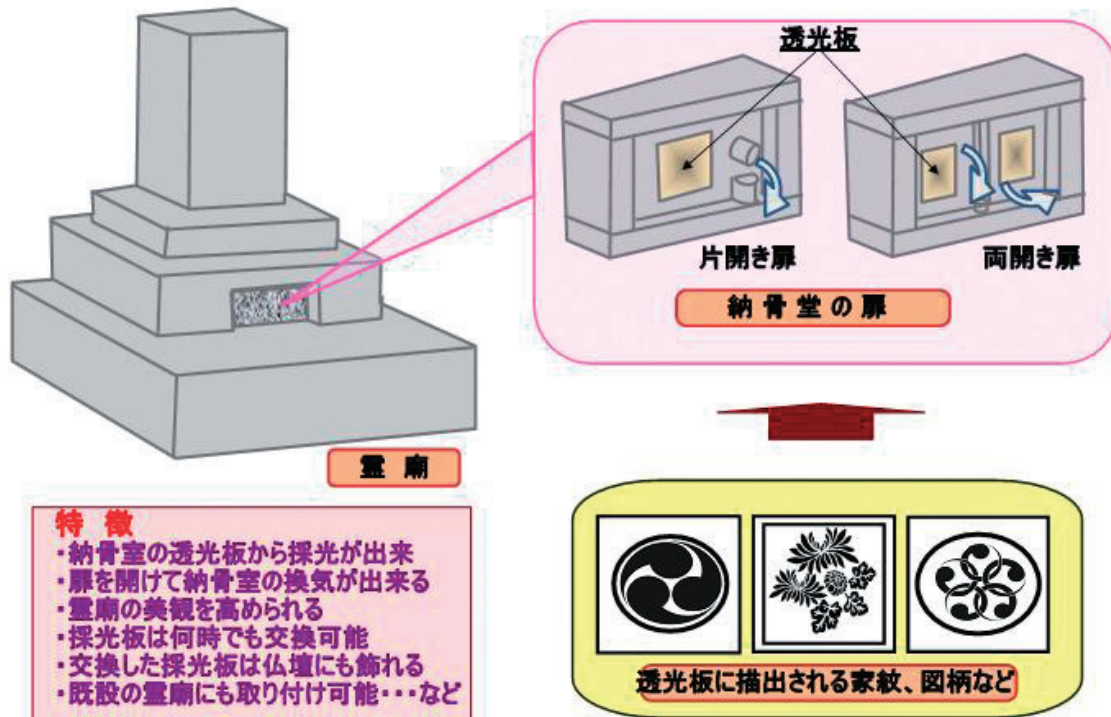 透光板
片開き扉
両開き扉
納骨堂の扉
霊廟
特徴
・納骨室の透光板から採光が出来
・扉を開けて納骨室の換気が出来る
・霊廟の美観を高められる
・採光板は何時でも交換可能
・交換した採光板は仏壇にも飾れる
・既設の霊廟にも取り付け可能・・・など
透光板に描出される家紋、図柄など